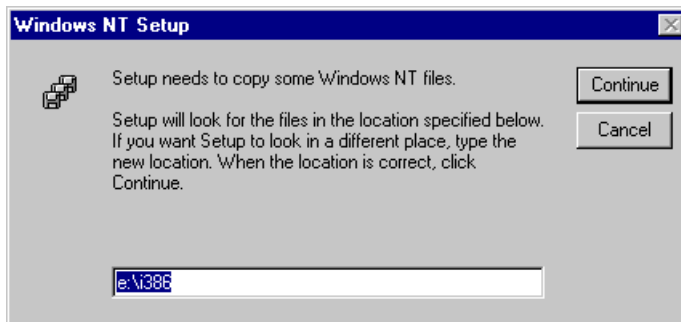 Windows NT Setup
Setup needs to copy some Windows NT files.
Continue
Setup will look for the files in the location specified below.
If you want Setup to look in a different place, type the
new location. When the location is correct, click
Continue.
Cancel
e:\i386